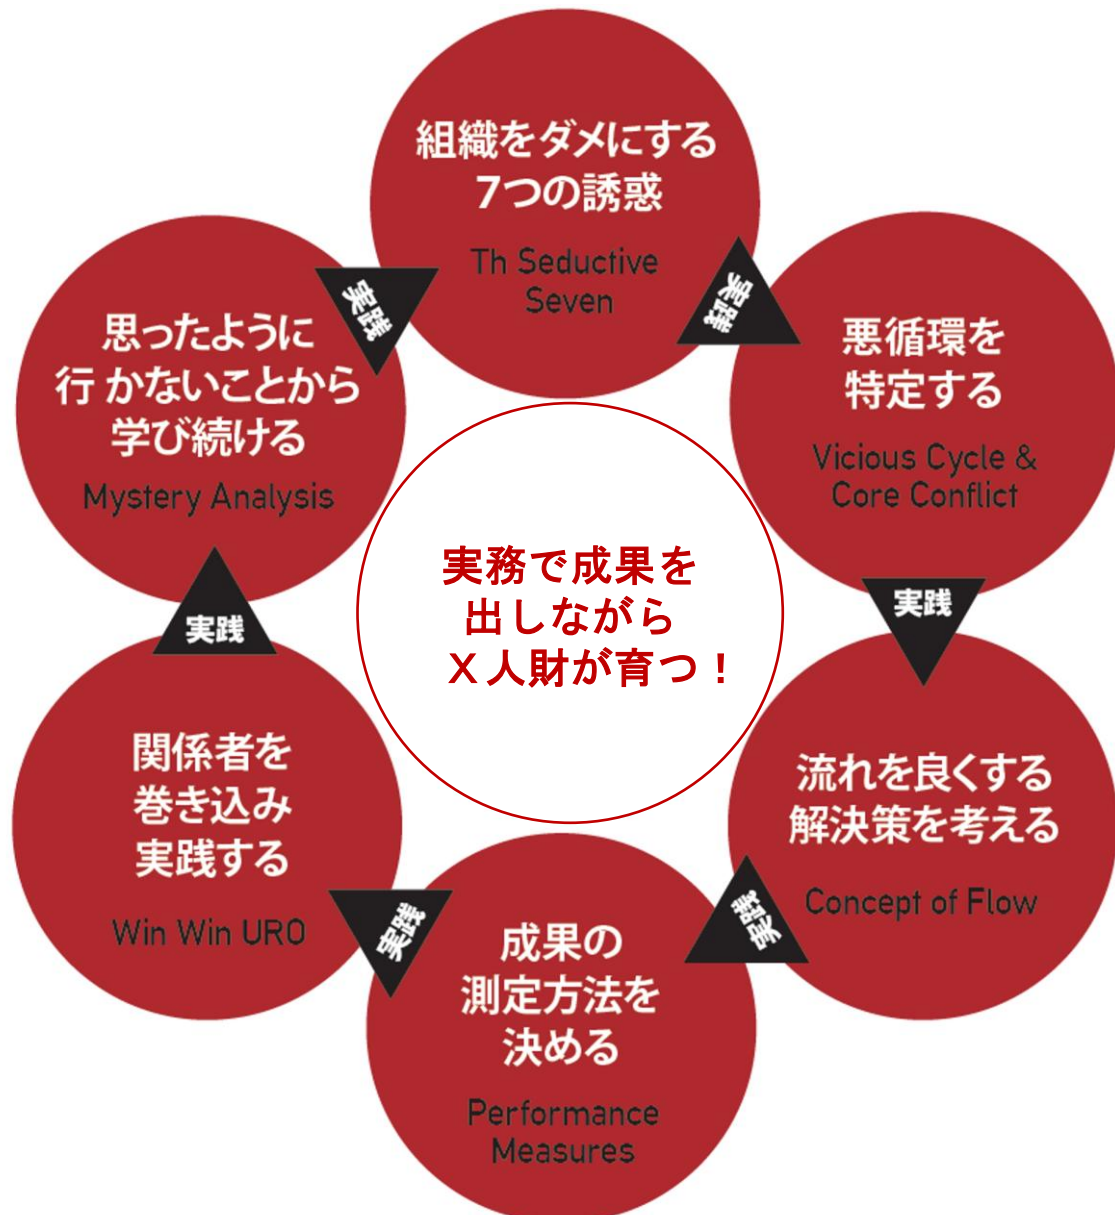 組織をダメにする
7つの誘惑
Th Seductive
Seven
実践
悪循環を
特定する
Vicious Cycle &
Core Conflict
実践
流れを良くする
解決策を考える
Concept of Flow
実践
成果の
測定方法を
決める
Performance
Measures
実践
関係者を
巻き込み
実践する
Win Win URO
実践
思ったように
行 かないことから
学び続ける
Mystery Analysis
実践
実務で成果を
出しながら
X人財が育つ！